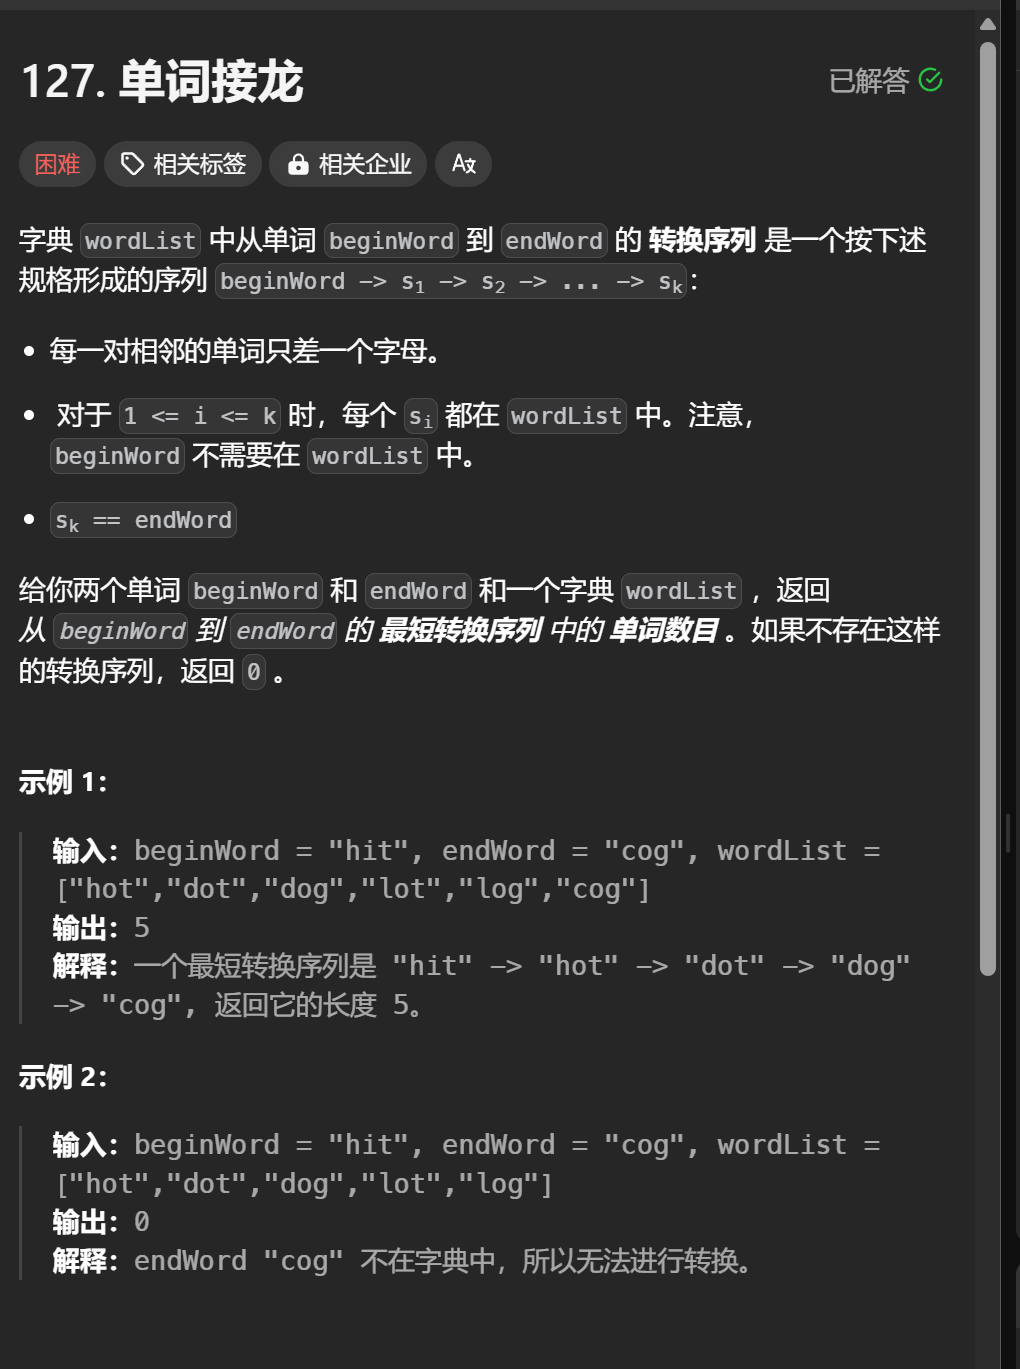 127. 单词接龙
已解答
困难 相关标签 相关企业
字典 wordList 中从单词 beginWord 到 endWord 的 转换序列 是一个按下述
规格形成的序列 beginWord -> s1 -> s2 -> ... -> sk:
• 每一对相邻的单词只差一个字母。
• 对于 1 <= i <= k 时，每个 si 都在 wordList 中。注意，
beginWord 不需要在 wordList 中。
• sk == endWord
给你两个单词 beginWord 和 endWord 和一个字典 wordList ，返回
从 beginWord 到 endWord 的 最短转换序列 中的 单词数目 。如果不存在这样
的转换序列，返回 0 。
示例 1：
输入：beginWord = "hit", endWord = "cog", wordList =
["hot","dot","dog","lot","log","cog"]
输出：5
解释：一个最短转换序列是 "hit" -> "hot" -> "dot" -> "dog"
-> "cog", 返回它的长度 5。
示例 2：
输入：beginWord = "hit", endWord = "cog", wordList =
["hot","dot","dog","lot","log"]
输出：0
解释：endWord "cog" 不在字典中，所以无法进行转换。